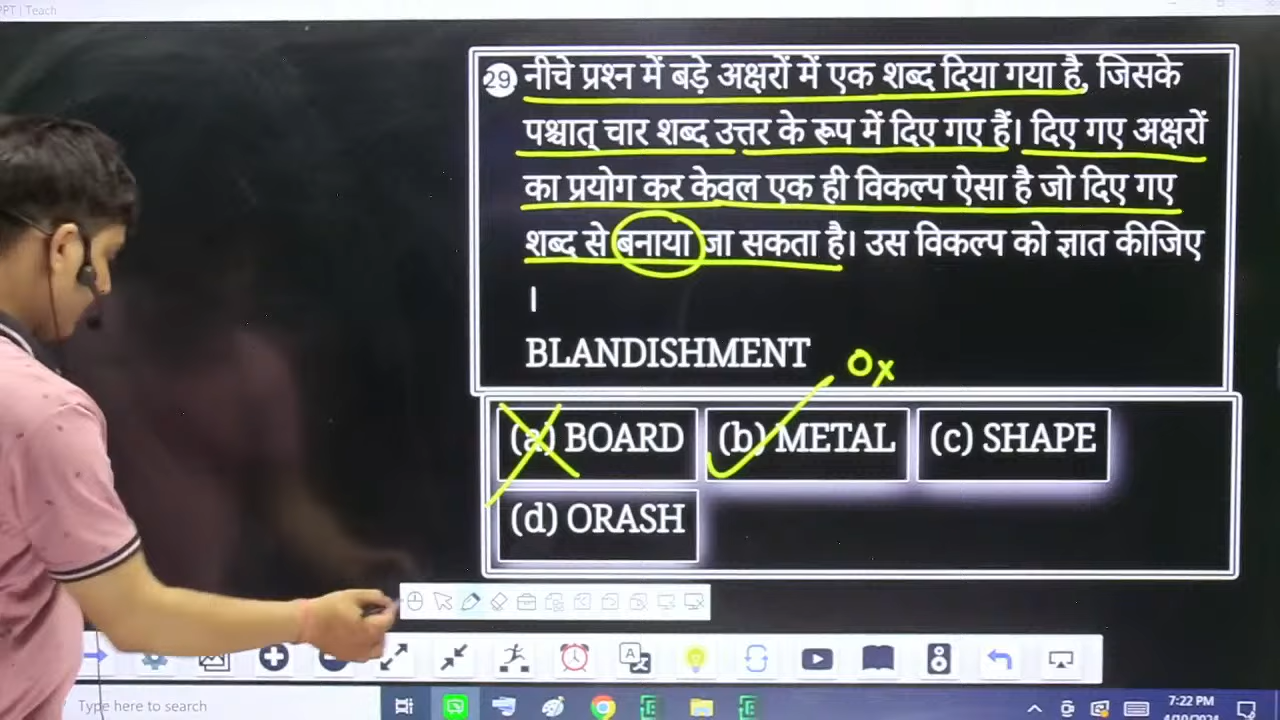 PPT | Teach
29 नीचे प्रश्न में बड़े अक्षरों में एक शब्द दिया गया है, जिसके
पश्चात् चार शब्द उत्तर के रूप में दिए गए हैं। दिए गए अक्षरों
का प्रयोग कर केवल एक ही विकल्प ऐसा है जो दिए गए
शब्द से बनाया जा सकता है। उस विकल्प को ज्ञात कीजिए
।
BLANDISHMENT
Ox
(a) BOARD (b) METAL (c) SHAPE
(d) ORASH
Type here to search
7:22 PM